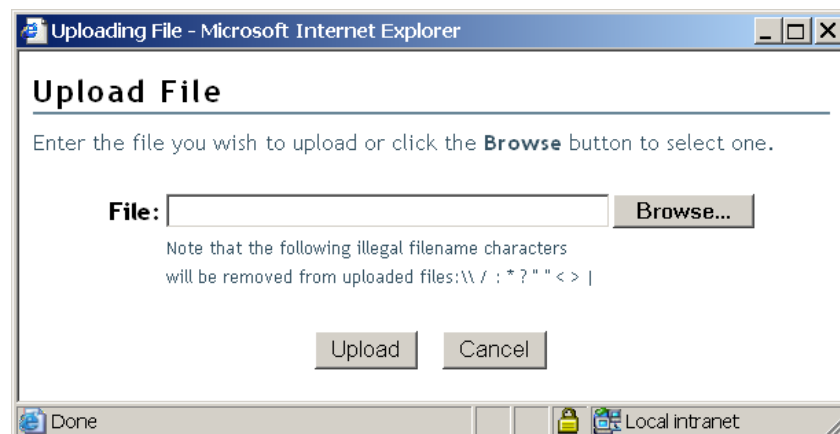 Uploading File - Microsoft Internet Explorer
Upload File
Enter the file you wish to upload or click the Browse button to select one.
File:
Browse...
Note that the following illegal filename characters
will be removed from uploaded files:\\ / : * ? " " < > |
Upload
Cancel
Done
Local intranet